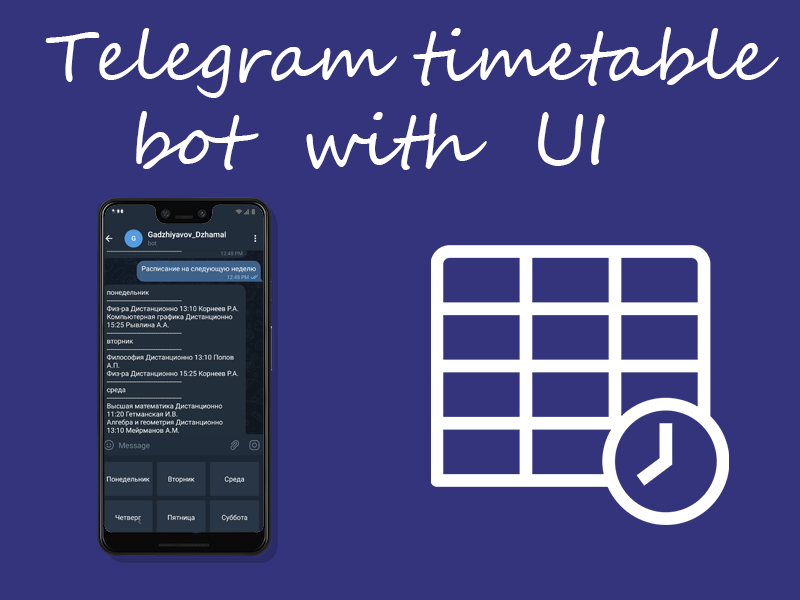 Telegram timetable
bot with UI
Gadzhiyavov_Dzhamal
bot
12:48 PM
Расписание на следующую неделю
12:48 PM
понедельник
Физ-ра Дистанционно 13:10 Корнеев Р.А.
Компьютерная графика Дистанционно
15:25 Рывлина А.А.
вторник
Философия Дистанционно 13:10 Попов
А.П.
Физ-ра Дистанционно 15:25 Корнеев Р.А.
среда
Высшая математика Дистанционно
11:20 Гетманская И.В.
Алгебра и геометрия Дистанционно
13:10 Мейрманов А.М.
Message
Понедельник Вторник Среда
Четверг Пятница Суббота